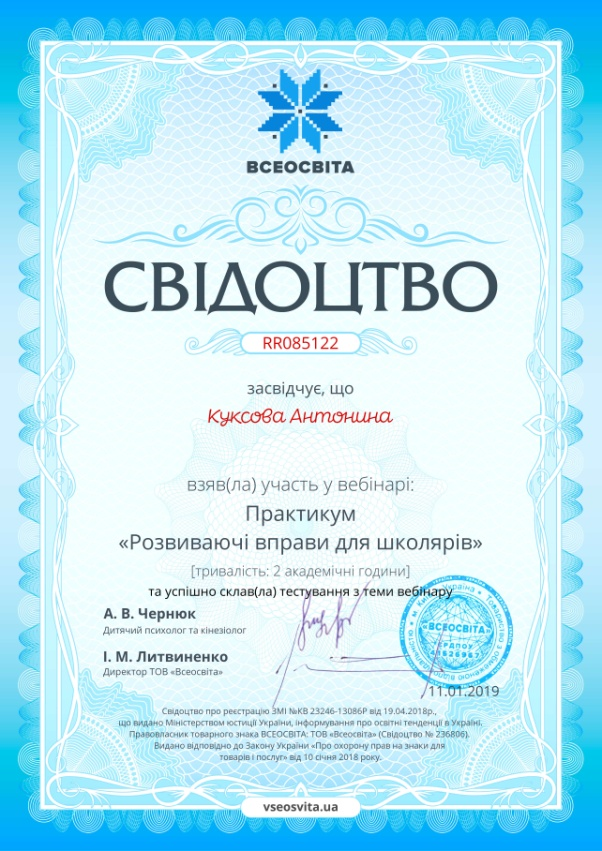 ВСЕОСВІТА
СВІДОЦТВО
RR085122
засвідчує, що
Куксова Антонина
взяв(ла) участь у вебінарі:
Практикум
«Розвиваючі вправи для школярів»
[тривалість: 2 академічні години]
та успішно склав(ла) тестування з теми вебінару
А. В. Чернюк
Дитячий психолог та кінезіолог
І. М. Литвиненко
Директор ТОВ «Всеосвіта»
«ВСЕОСВІТА»
11.01.2019
Свідоцтво про реєстрацію ЗМІ №КВ 23246-13086Р від 19.04.2018р.,
що видано Міністерством юстиції України, інформування про освітні тенденції в Україні.
Правовласник товарного знака ВСЕОСВІТА: ТОВ «Всеосвіта» (Свідоцтво № 236806).
Видано відповідно до Закону України «Про охорону прав на знаки для
товарів і послуг» від 10 січня 2018 року.
vseosvita.ua